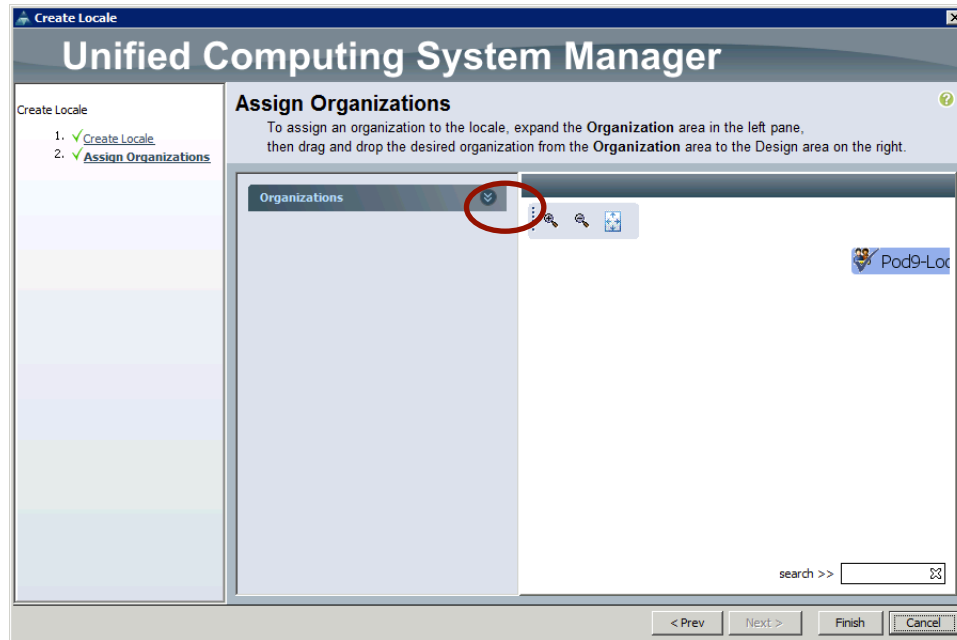 Create Locale
Unified Computing System Manager
Create Locale
1. Create Locale
2. Assign Organizations
Assign Organizations
To assign an organization to the locale, expand the Organization area in the left pane,
then drag and drop the desired organization from the Organization area to the Design area on the right.
Organizations
Pod9-Loc
search >>
< Prev Next > Finish Cancel